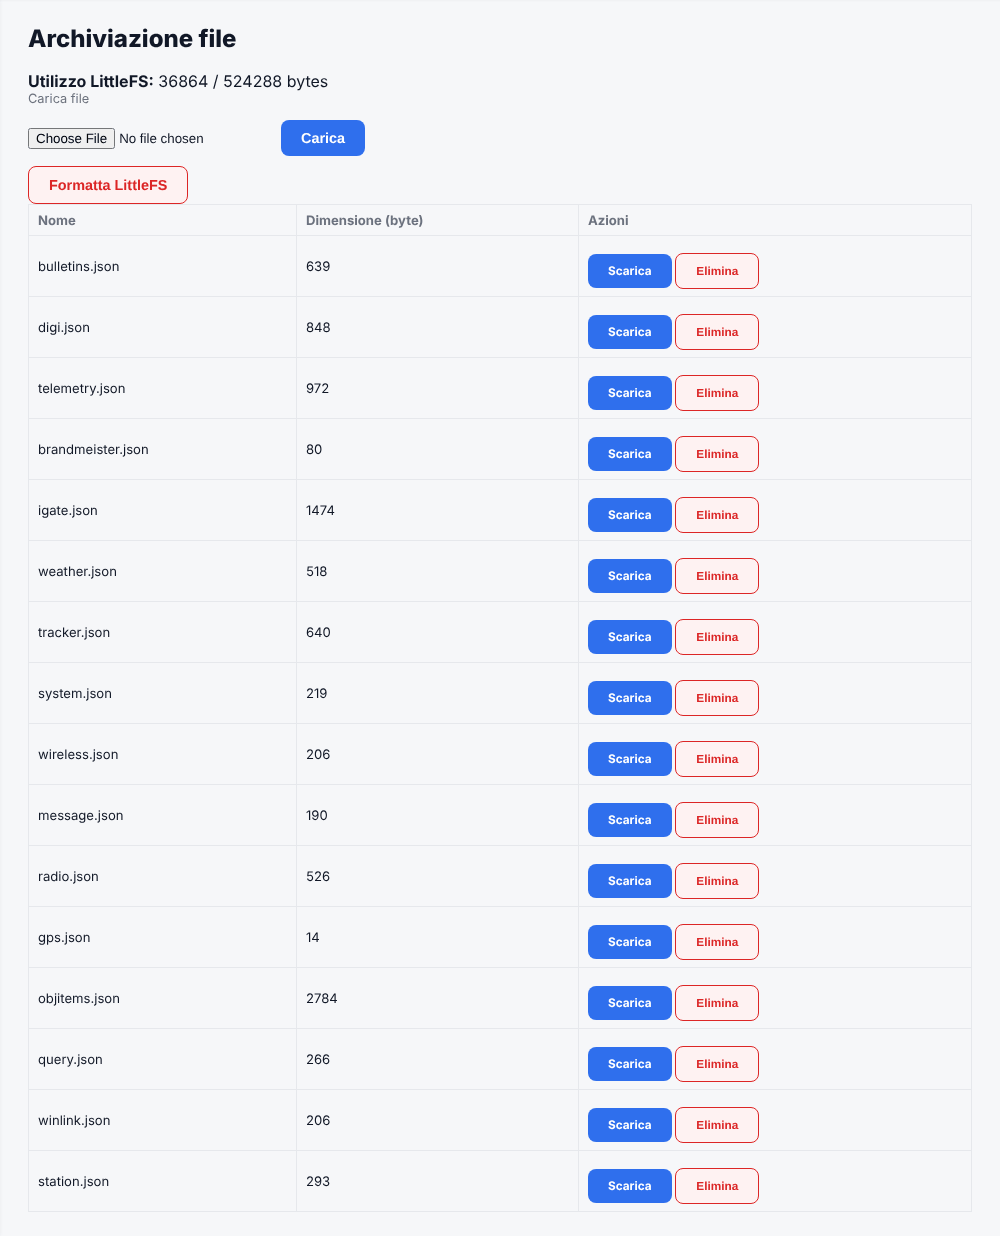 Archiviazione file
Utilizzo LittleFS: 36864 / 524288 bytes
Carica file
Choose File No file chosen Carica
Formatta LittleFS
Nome Dimensione (byte) Azioni
bulletins.json 639 Scarica Elimina
digi.json 848 Scarica Elimina
telemetry.json 972 Scarica Elimina
brandmeister.json 80 Scarica Elimina
igate.json 1474 Scarica Elimina
weather.json 518 Scarica Elimina
tracker.json 640 Scarica Elimina
system.json 219 Scarica Elimina
wireless.json 206 Scarica Elimina
message.json 190 Scarica Elimina
radio.json 526 Scarica Elimina
gps.json 14 Scarica Elimina
objitems.json 2784 Scarica Elimina
query.json 266 Scarica Elimina
winlink.json 206 Scarica Elimina
station.json 293 Scarica Elimina